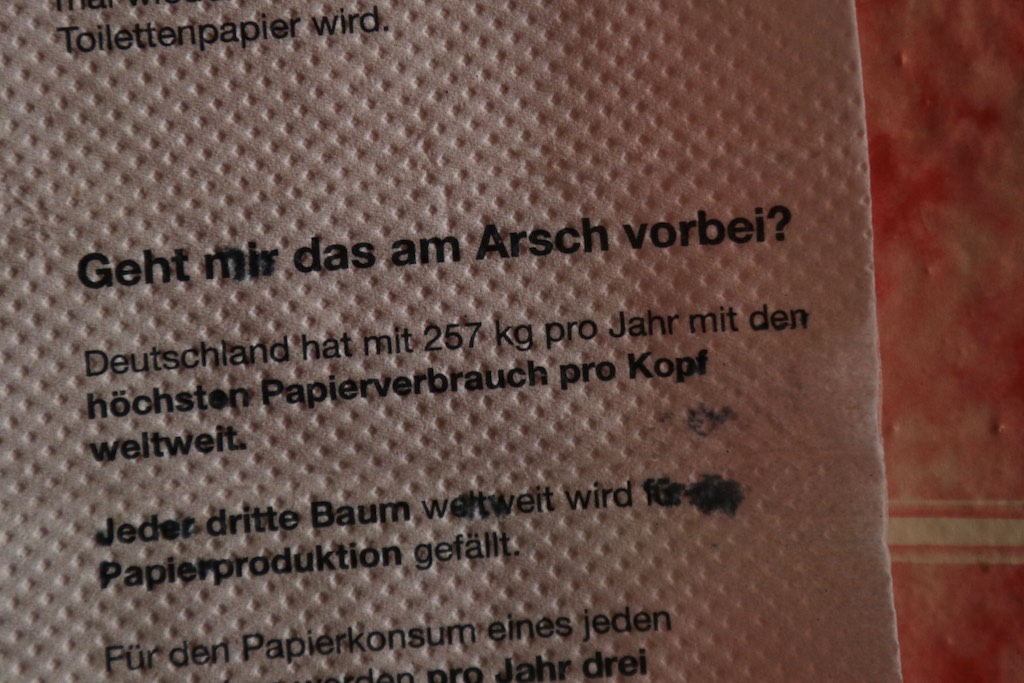 Toilettenpapier wird.
Geht mir das am Arsch vorbei?
Deutschland hat mit 257 kg pro Jahr mit den
höchsten Papierverbrauch pro Kopf
weltweit.
Jeder dritte Baum weltweit wird für
Papierproduktion gefällt.
Für den Papierkonsum eines jeden
pro Jahr drei